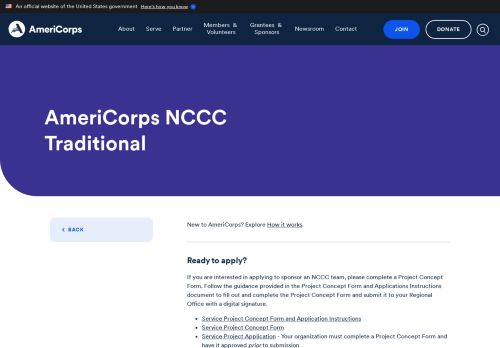 An official website of the United States government Here's how you know
AmeriCorps
About Serve Partner Members & Volunteers Grantees & Sponsors Newsroom Contact JOIN DONATE
AmeriCorps NCCC
Traditional
BACK
New to AmeriCorps? Explore How it works.
Ready to apply?
If you are interested in applying to sponsor an NCCC team, please complete a Project Concept
Form. Follow the guidance provided in the Project Concept Form and Applications Instructions
document to fill out and complete the Project Concept Form and submit it to your Regional
Office with a digital signature.
• Service Project Concept Form and Application Instructions
• Service Project Concept Form
• Service Project Application - Your organization must complete a Project Concept Form and
have it approved prior to submission